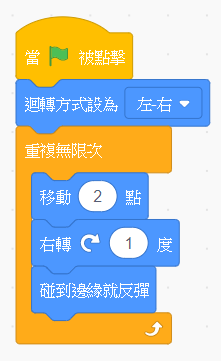 當 被點擊
迴轉方式設為 左-右
重複無限次
移動 2 點
右轉 1 度
碰到邊緣就反彈